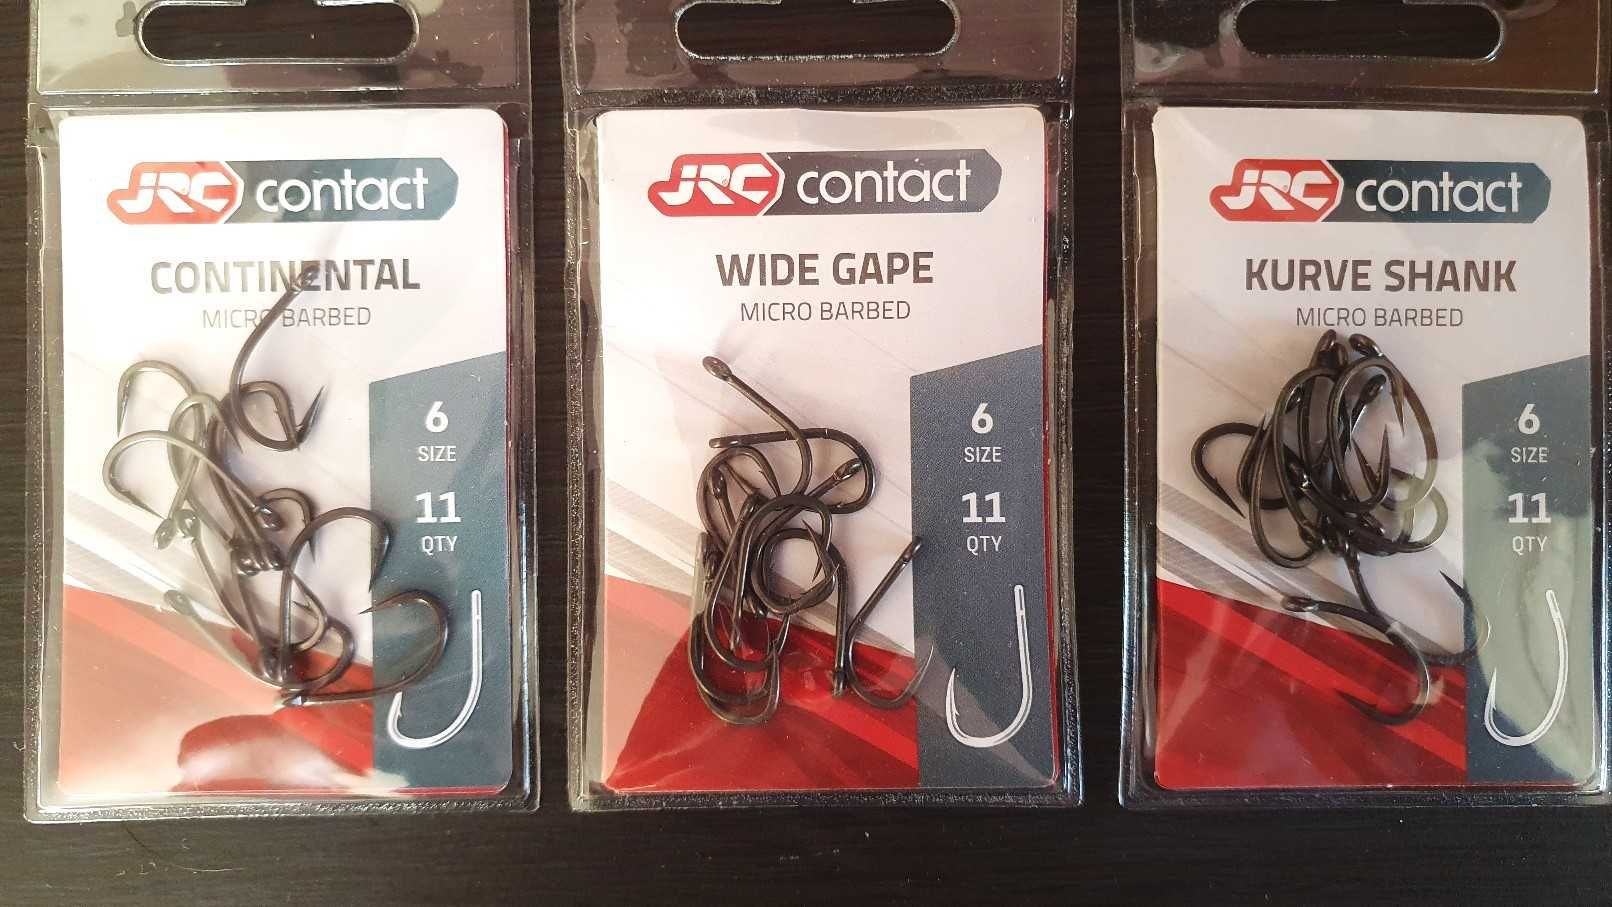 JRC contact
CONTINENTAL
MICRO BARBED
6
SIZE
11
QTY
JRC contact
WIDE GAPE
MICRO BARBED
6
SIZE
11
QTY
JRC contact
KURVE SHANK
MICRO BARBED
6
SIZE
11
QTY